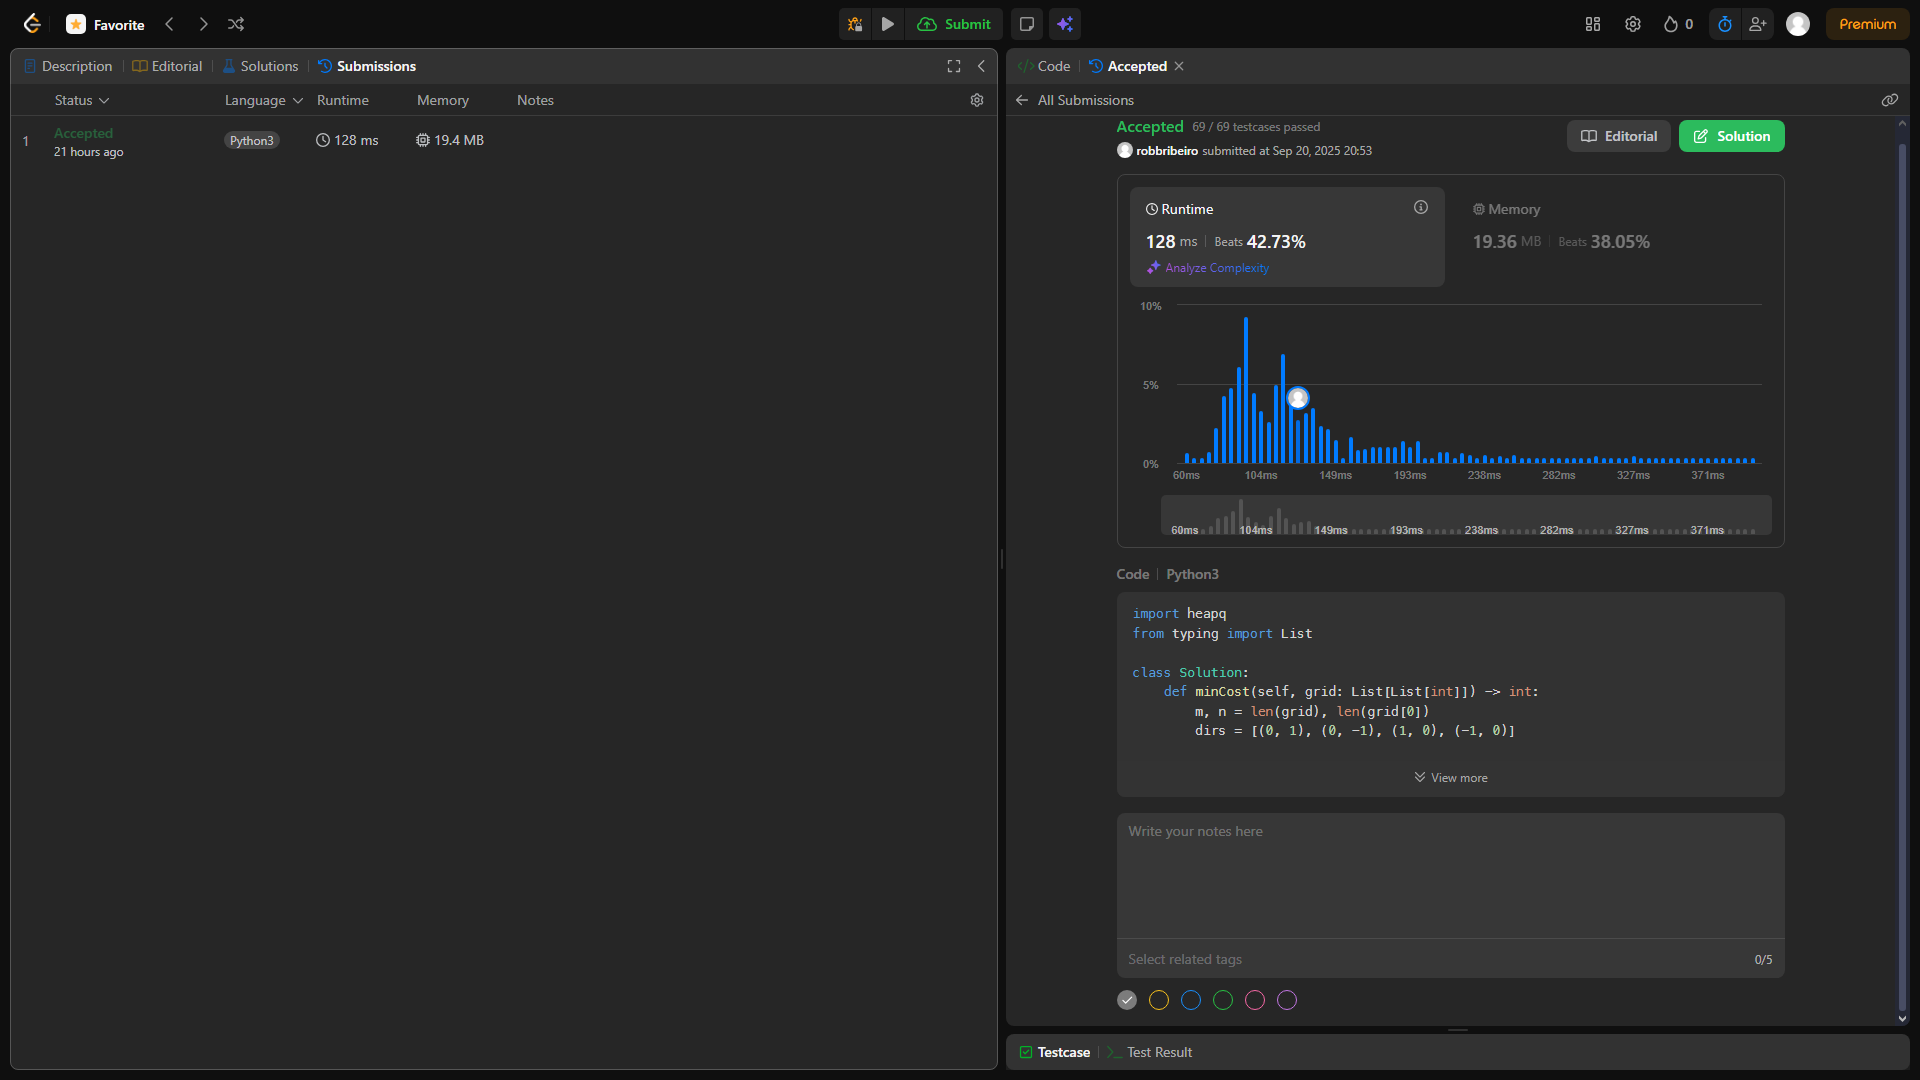 Favorite
Submit
0
Premium
Description
Editorial
Solutions
Submissions
Status
Language
Runtime
Memory
Notes
1
Accepted
21 hours ago
Python3
128 ms
19.4 MB
Code
Accepted
All Submissions
Accepted
69 / 69 testcases passed
robbribeiro submitted at Sep 20, 2025 20:53
Editorial
Solution
Runtime
128 ms
Beats 42.73%
Analyze Complexity
Memory
19.36 MB
Beats 38.05%
10%
5%
0%
60ms 104ms 149ms 193ms 238ms 282ms 327ms 371ms
60ms 104ms 149ms 193ms 238ms 282ms 327ms 371ms
Code
Python3
import heapq
from typing import List
class Solution:
def minCost(self, grid: List[List[int]]) -> int:
m, n = len(grid), len(grid[0])
dirs = [(0, 1), (0, -1), (1, 0), (-1, 0)]
View more
Write your notes here
Select related tags
0/5
Testcase
Test Result